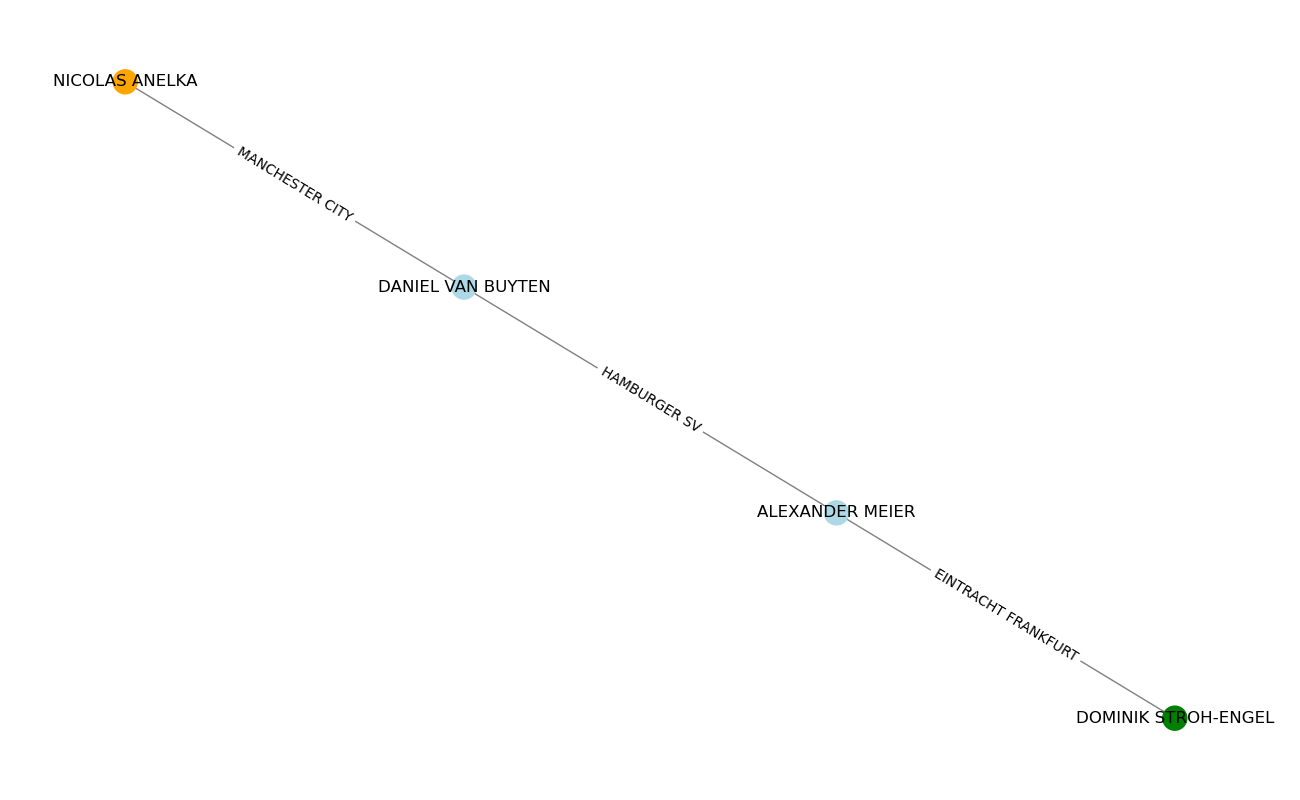 NICOLAS ANELKA
MANCHESTER CITY
DANIEL VAN BUYTEN
HAMBURGER SV
ALEXANDER MEIER
EINTRACHT FRANKFURT
DOMINIK STROH-ENGEL